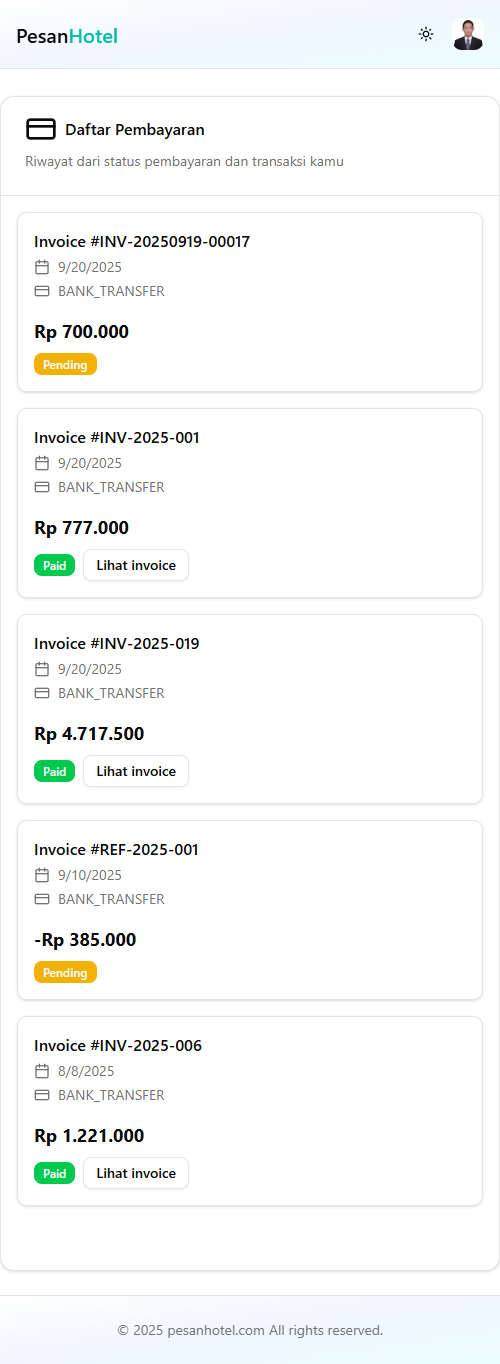 PesanHotel
Daftar Pembayaran
Riwayat dari status pembayaran dan transaksi kamu
Invoice #INV-20250919-00017
9/20/2025
BANK_TRANSFER
Rp 700.000
Pending
Invoice #INV-2025-001
9/20/2025
BANK_TRANSFER
Rp 777.000
Paid Lihat invoice
Invoice #INV-2025-019
9/20/2025
BANK_TRANSFER
Rp 4.717.500
Paid Lihat invoice
Invoice #REF-2025-001
9/10/2025
BANK_TRANSFER
-Rp 385.000
Pending
Invoice #INV-2025-006
8/8/2025
BANK_TRANSFER
Rp 1.221.000
Paid Lihat invoice
© 2025 pesanhotel.com All rights reserved.